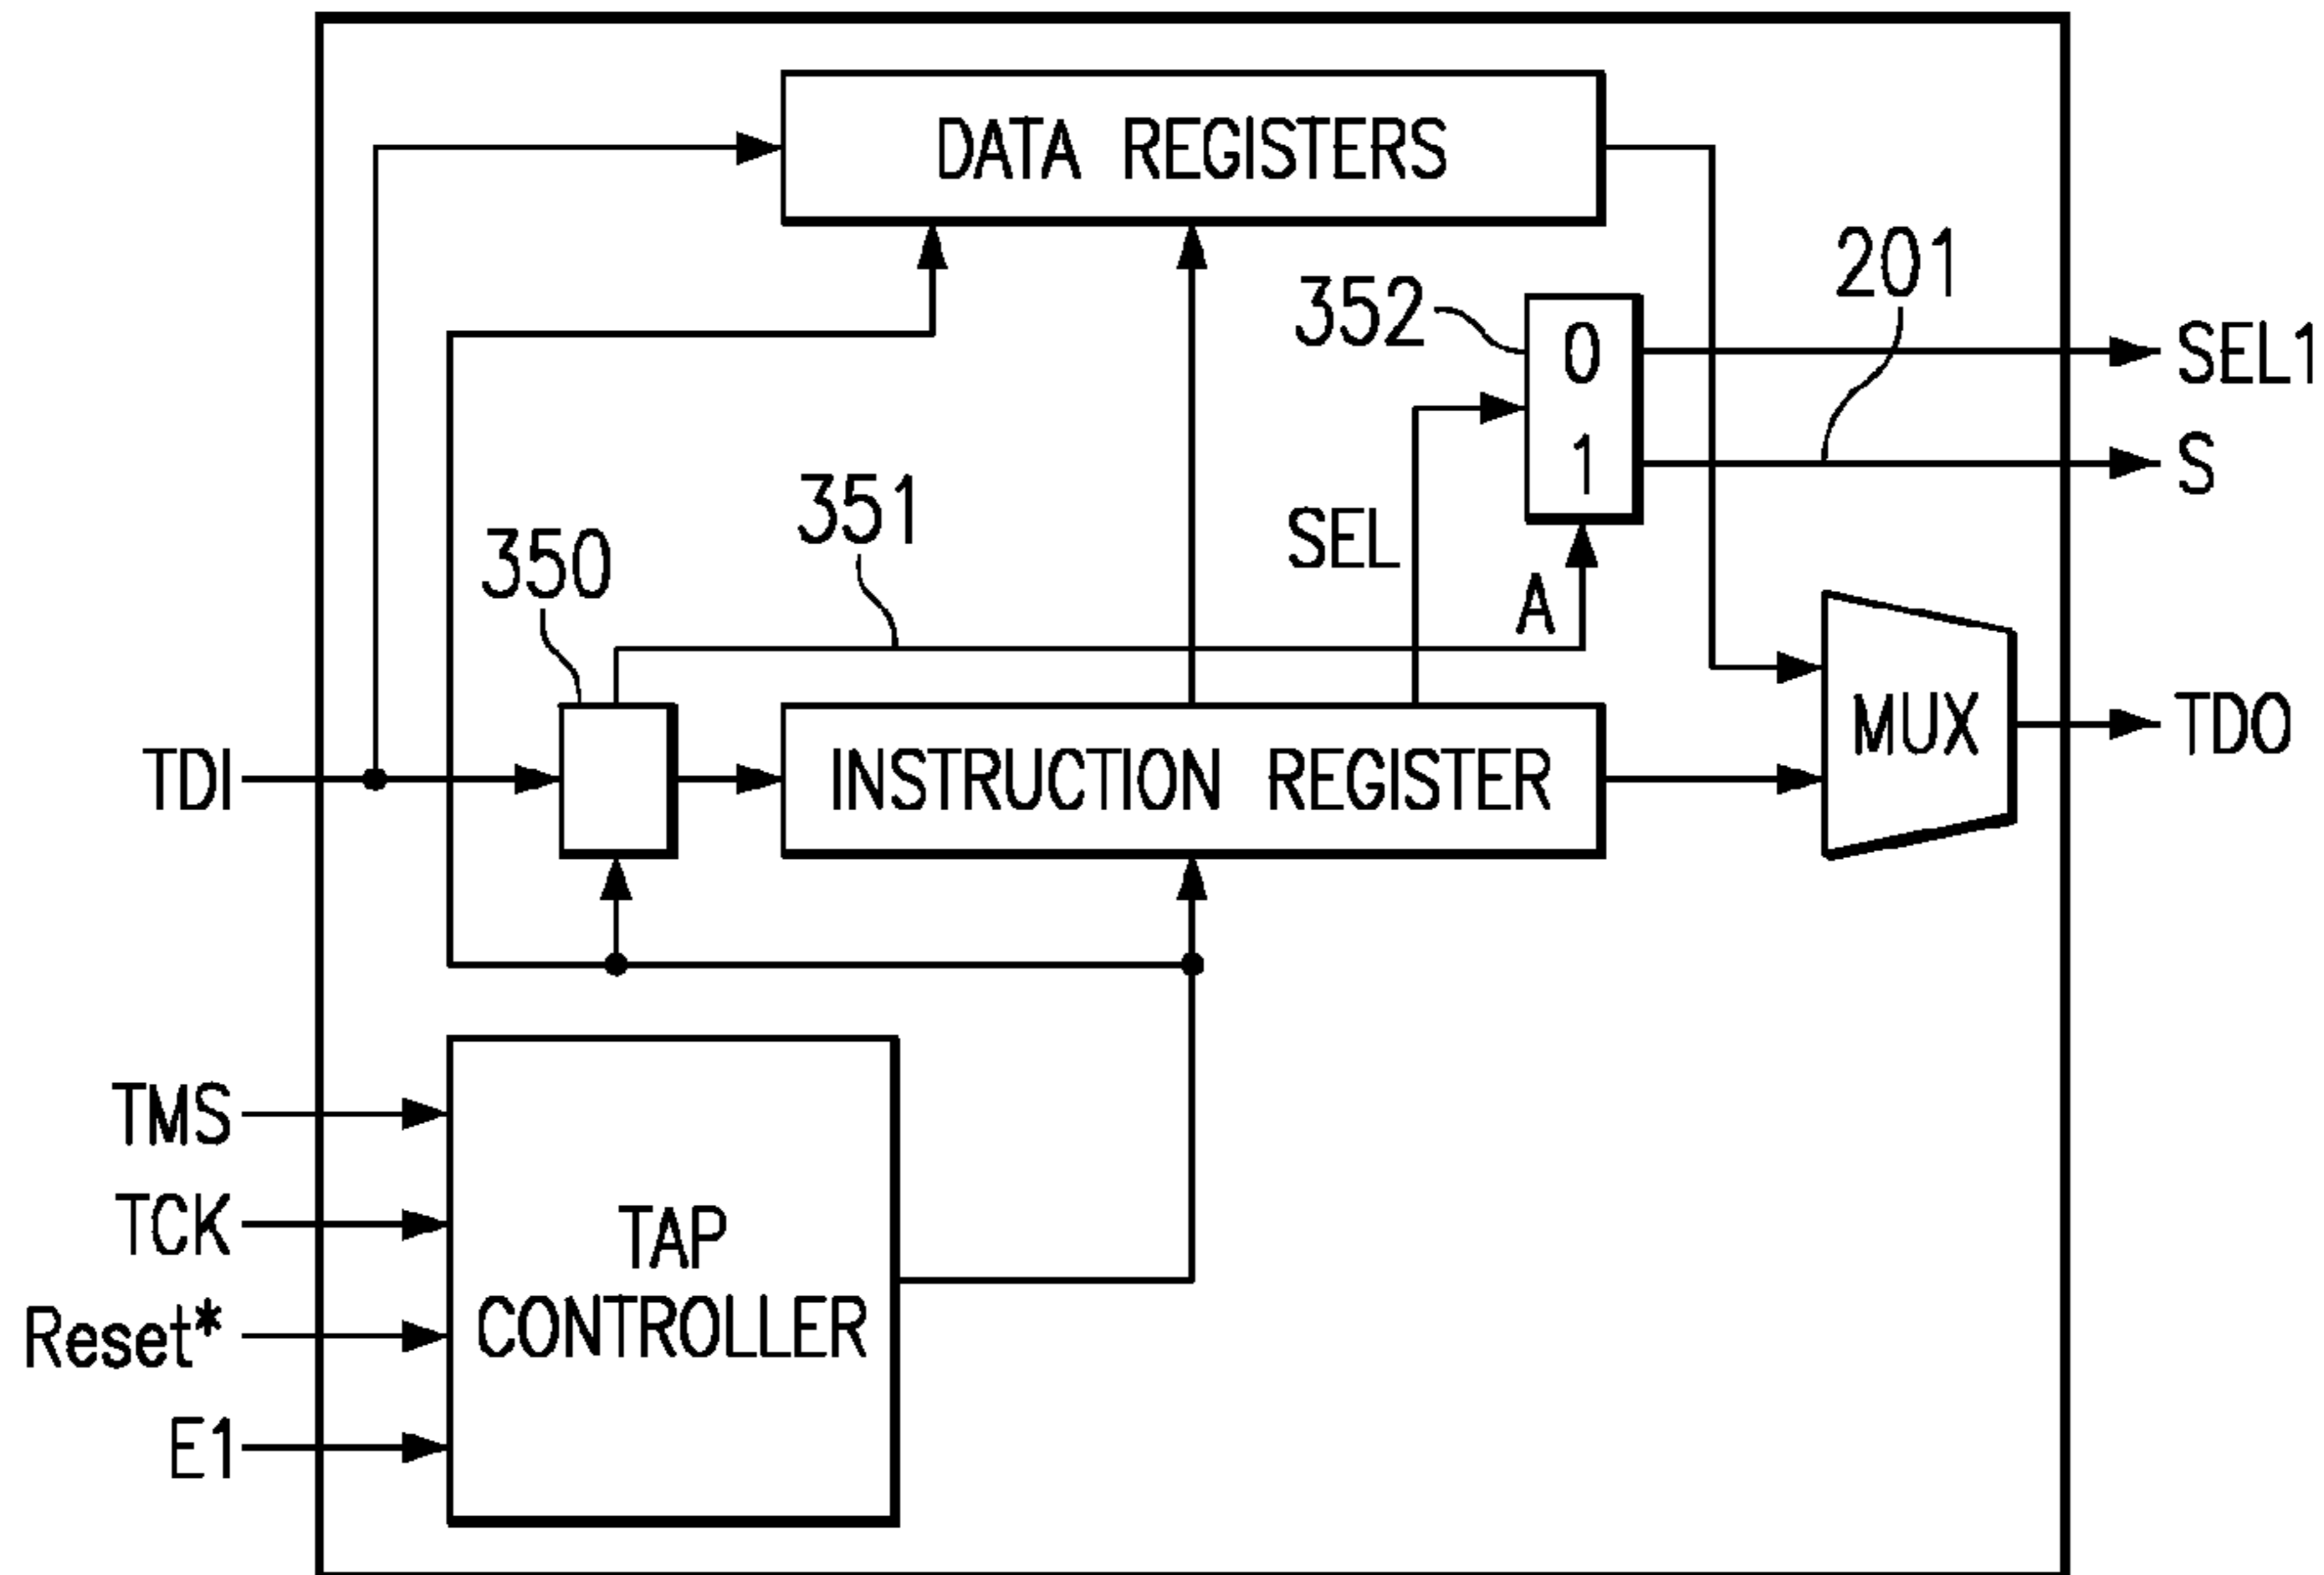 DATA REGISTERS
201
352
0
SEL1
1
S
351
SEL
350
A
MUX
TDO
TDI
INSTRUCTION REGISTER
TMS
TCK
TAP
CONTROLLER
Reset*
E1